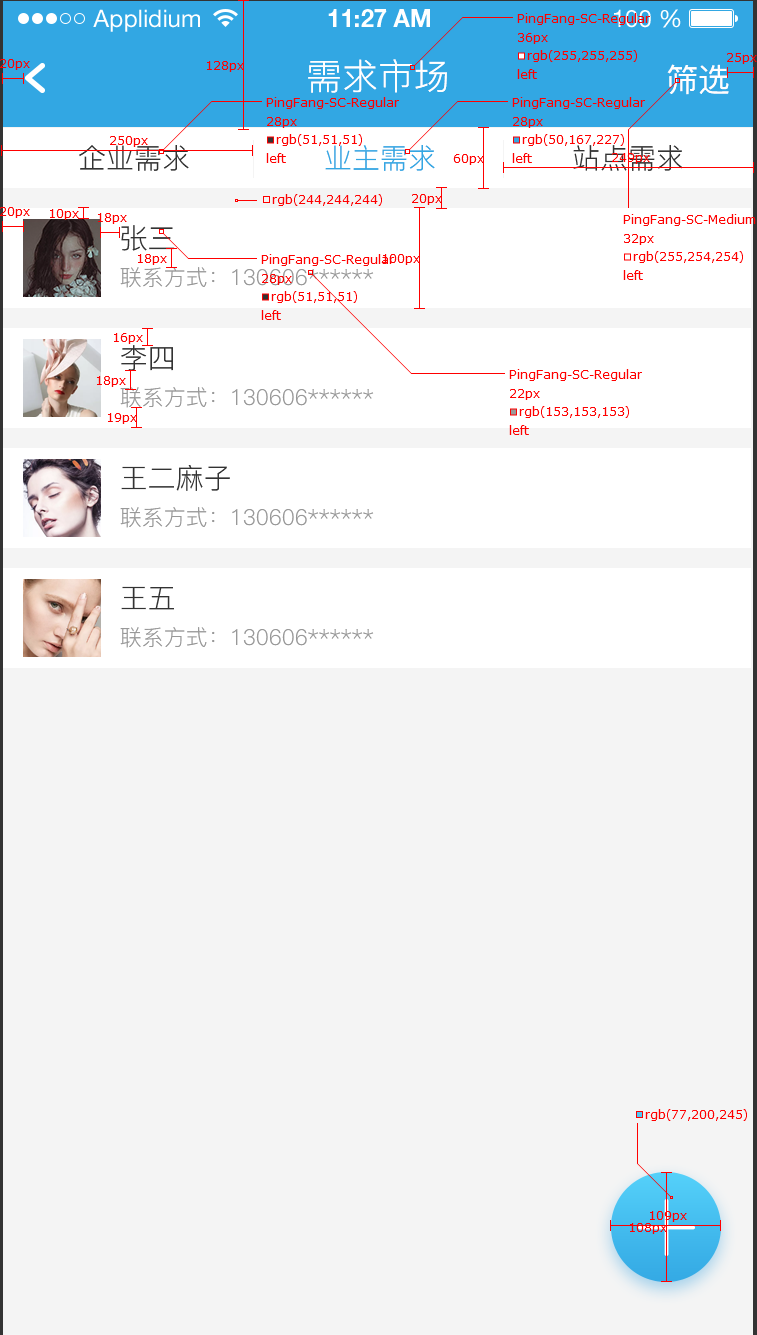 Applidium 11:27 AM 100 %
PingFang-SC-Regular
36px
rgb(255,255,255)
left
20px
128px
需求市场
筛选
25px
PingFang-SC-Regular
28px
rgb(51,51,51)
left
PingFang-SC-Regular
28px
rgb(50,167,227)
left
250px
企业需求
业主需求
60px
站点需求
249px
rgb(244,244,244)
20px
20px
10px
18px
PingFang-SC-Medium
32px
rgb(255,254,254)
left
张三
18px
PingFang-SC-Regular
28px
rgb(51,51,51)
left
100px
联系方式：130606******
16px
李四
18px
联系方式：130606******
19px
PingFang-SC-Regular
22px
rgb(153,153,153)
left
王二麻子
联系方式：130606******
王五
联系方式：130606******
rgb(77,200,245)
109px
108px